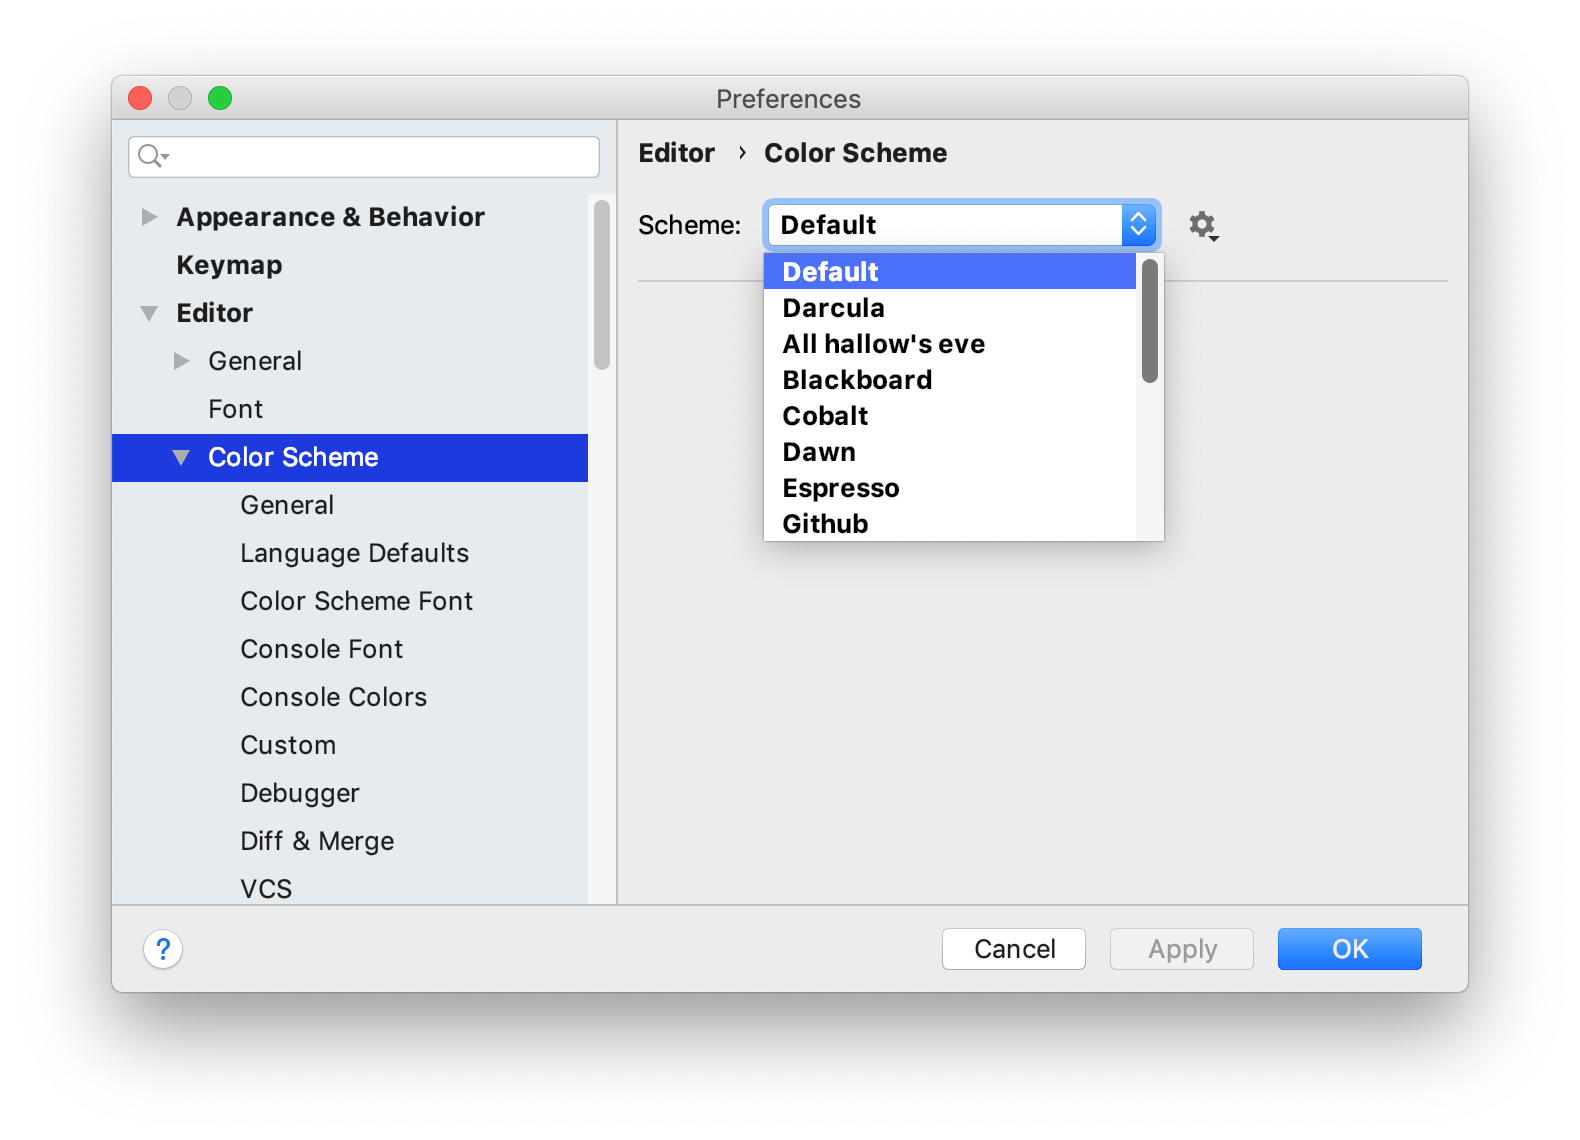 Preferences
Appearance & Behavior
Keymap
Editor
General
Font
Color Scheme
General
Language Defaults
Color Scheme Font
Console Font
Console Colors
Custom
Debugger
Diff & Merge
VCS
Editor › Color Scheme
Scheme: Default
Default
Darcula
All hallow's eve
Blackboard
Cobalt
Dawn
Espresso
Github
? Cancel Apply OK